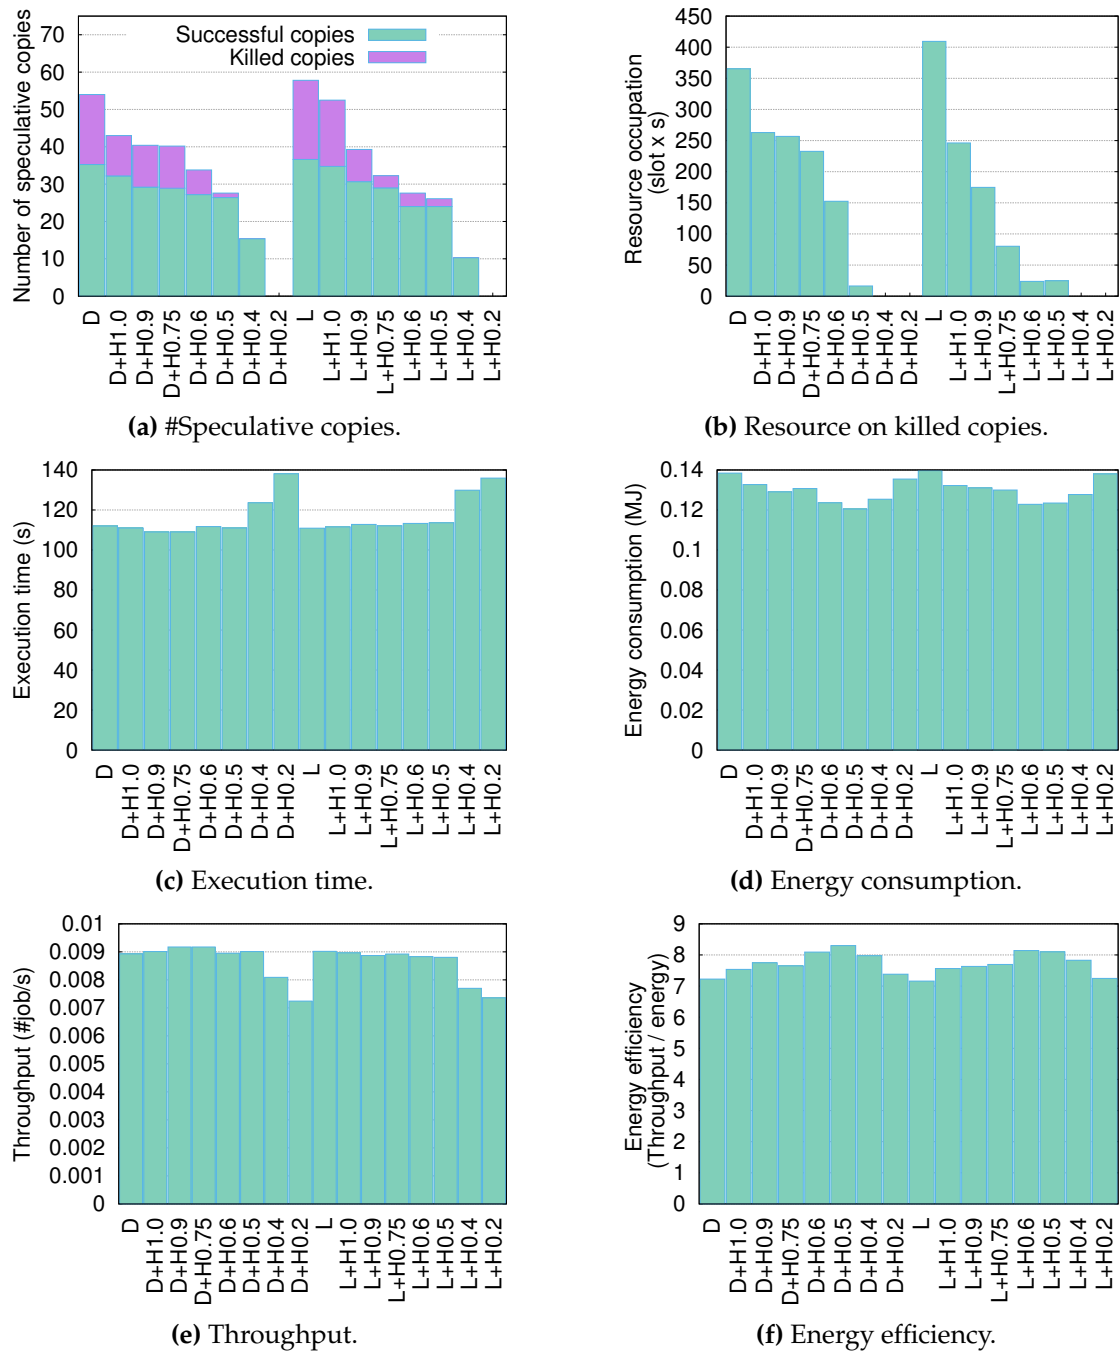 Number of speculative copies
70
60
50
40
30
20
10
0
Successful copies
Killed copies
D
D+H1.0
D+H0.9
D+H0.75
D+H0.6
D+H0.5
D+H0.4
D+H0.2
L
L+H1.0
L+H0.9
L+H0.75
L+H0.6
L+H0.5
L+H0.4
L+H0.2
(a) #Speculative copies.
Resource occupation
(slot x s)
450
400
350
300
250
200
150
100
50
0
D
D+H1.0
D+H0.9
D+H0.75
D+H0.6
D+H0.5
D+H0.4
D+H0.2
L
L+H1.0
L+H0.9
L+H0.75
L+H0.6
L+H0.5
L+H0.4
L+H0.2
(b) Resource on killed copies.
Execution time (s)
140
120
100
80
60
40
20
0
D
D+H1.0
D+H0.9
D+H0.75
D+H0.6
D+H0.5
D+H0.4
D+H0.2
L
L+H1.0
L+H0.9
L+H0.75
L+H0.6
L+H0.5
L+H0.4
L+H0.2
(c) Execution time.
Energy consumption (MJ)
0.14
0.12
0.1
0.08
0.06
0.04
0.02
0
D
D+H1.0
D+H0.9
D+H0.75
D+H0.6
D+H0.5
D+H0.4
D+H0.2
L
L+H1.0
L+H0.9
L+H0.75
L+H0.6
L+H0.5
L+H0.4
L+H0.2
(d) Energy consumption.
Throughput (#job/s)
0.01
0.009
0.008
0.007
0.006
0.005
0.004
0.003
0.002
0.001
0
D
D+H1.0
D+H0.9
D+H0.75
D+H0.6
D+H0.5
D+H0.4
D+H0.2
L
L+H1.0
L+H0.9
L+H0.75
L+H0.6
L+H0.5
L+H0.4
L+H0.2
(e) Throughput.
Energy efficiency
(Throughput / energy)
9
8
7
6
5
4
3
2
1
0
D
D+H1.0
D+H0.9
D+H0.75
D+H0.6
D+H0.5
D+H0.4
D+H0.2
L
L+H1.0
L+H0.9
L+H0.75
L+H0.6
L+H0.5
L+H0.4
L+H0.2
(f) Energy efficiency.